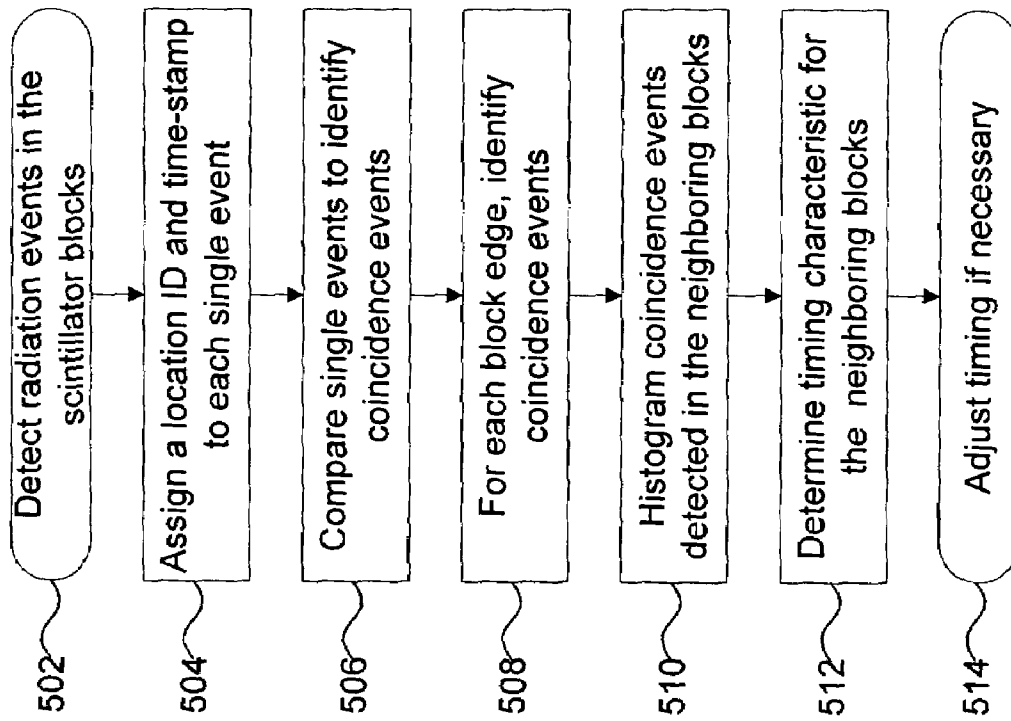 502
Detect radiation events in the
scintillator blocks
504
Assign a location ID and time-stamp
to each single event
506
Compare single events to identify
coincidence events
508
For each block edge, identify
coincidence events
510
Histogram coincidence events
detected in the neighboring blocks
512
Determine timing characteristic for
the neighboring blocks
514
Adjust timing if necessary